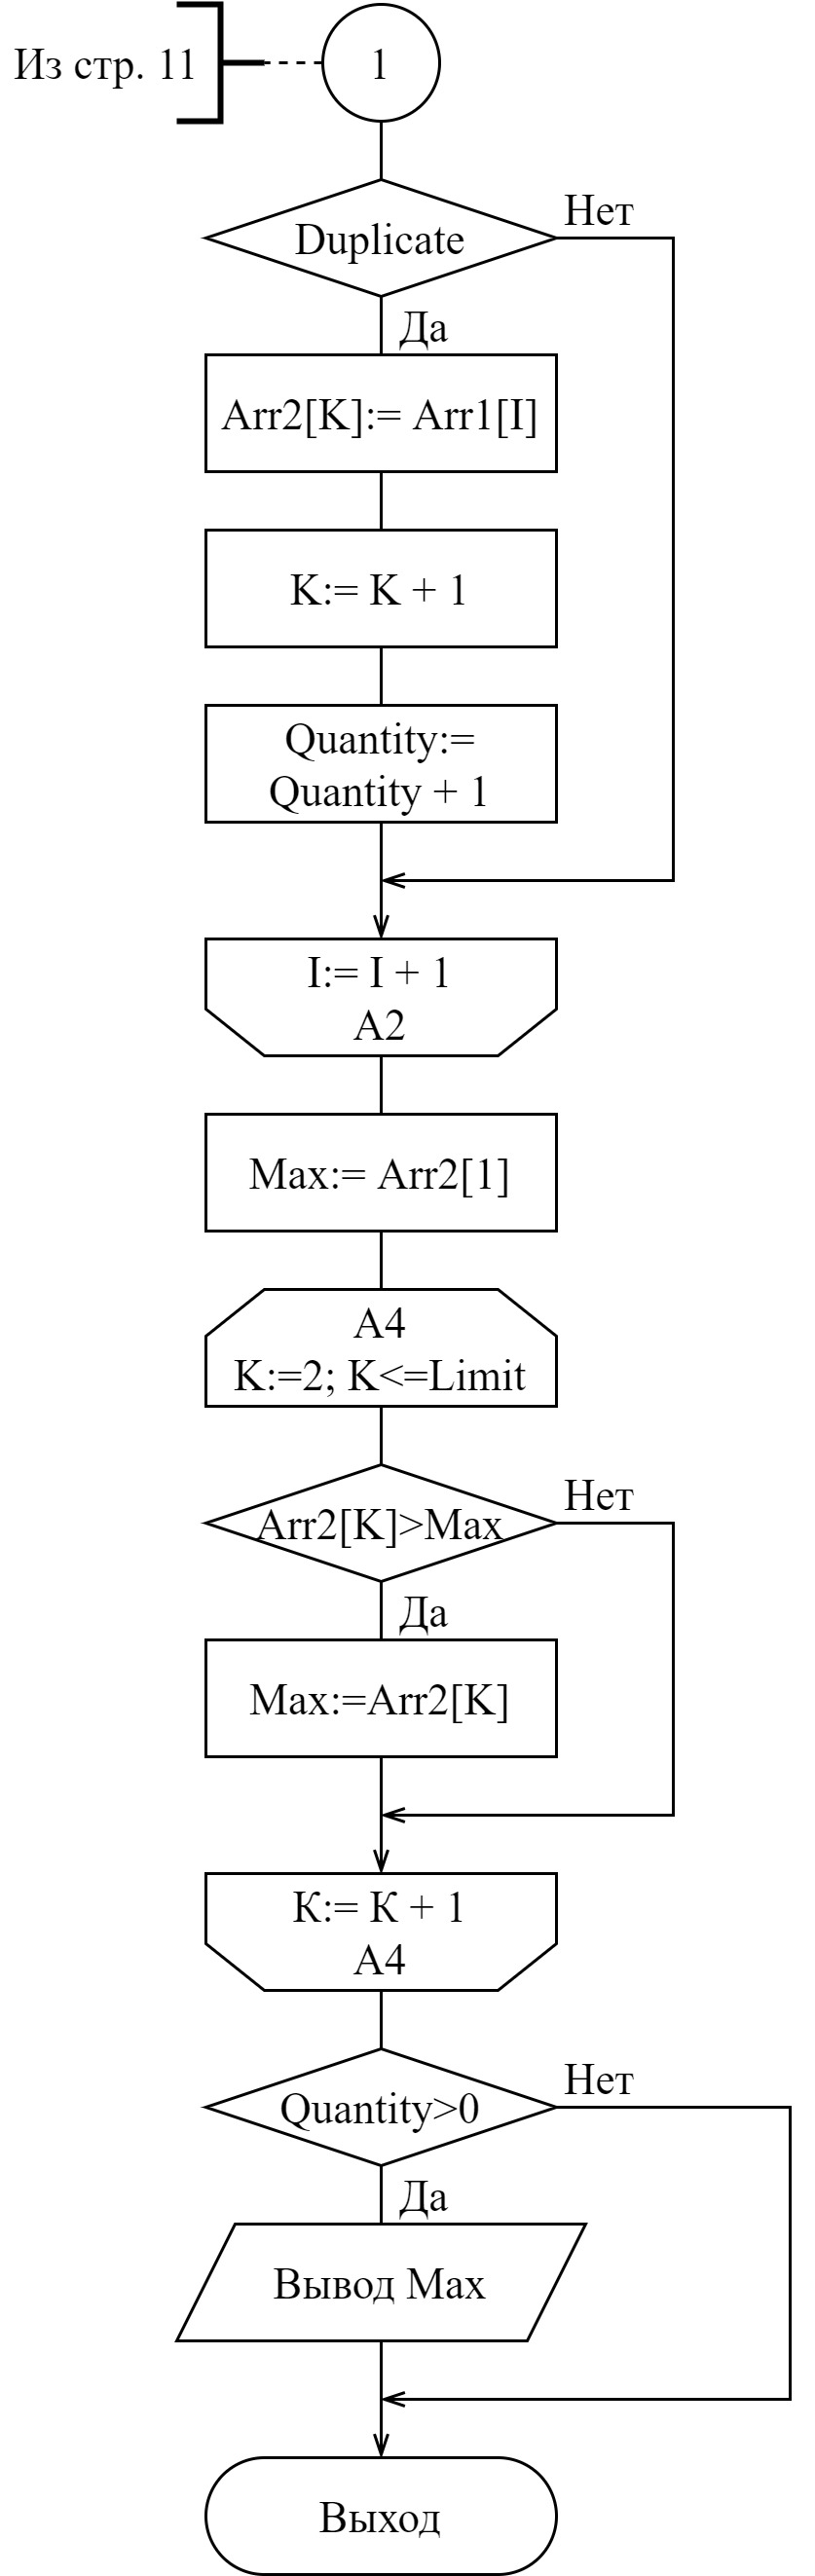 Из стр. 11
1
Duplicate
Нет
Да
Arr2[K]:= Arr1[I]
K:= K + 1
Quantity:=
Quantity + 1
I:= I + 1
A2
Max:= Arr2[1]
A4
K:=2; K<=Limit
Arr2[K]>Max
Нет
Да
Max:=Arr2[K]
К:= К + 1
A4
Quantity>0
Нет
Да
Вывод Max
Выход